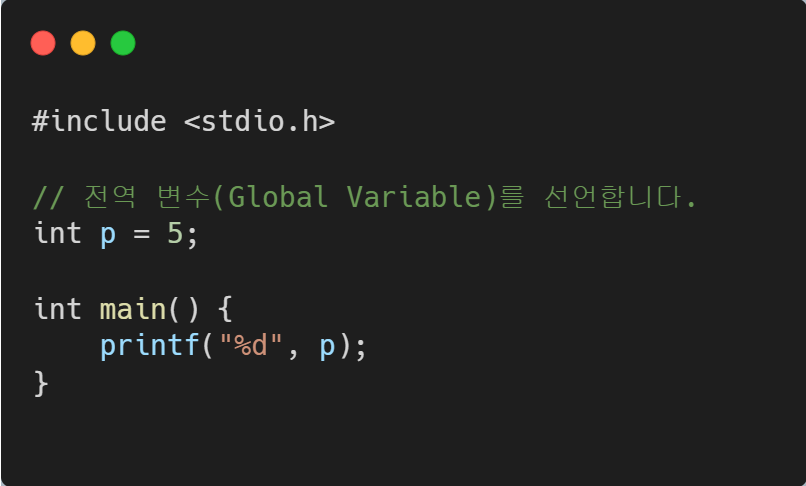 #include <stdio.h>
// 전역 변수(Global Variable)를 선언합니다.
int p = 5;
int main() {
    printf("%d", p);
}